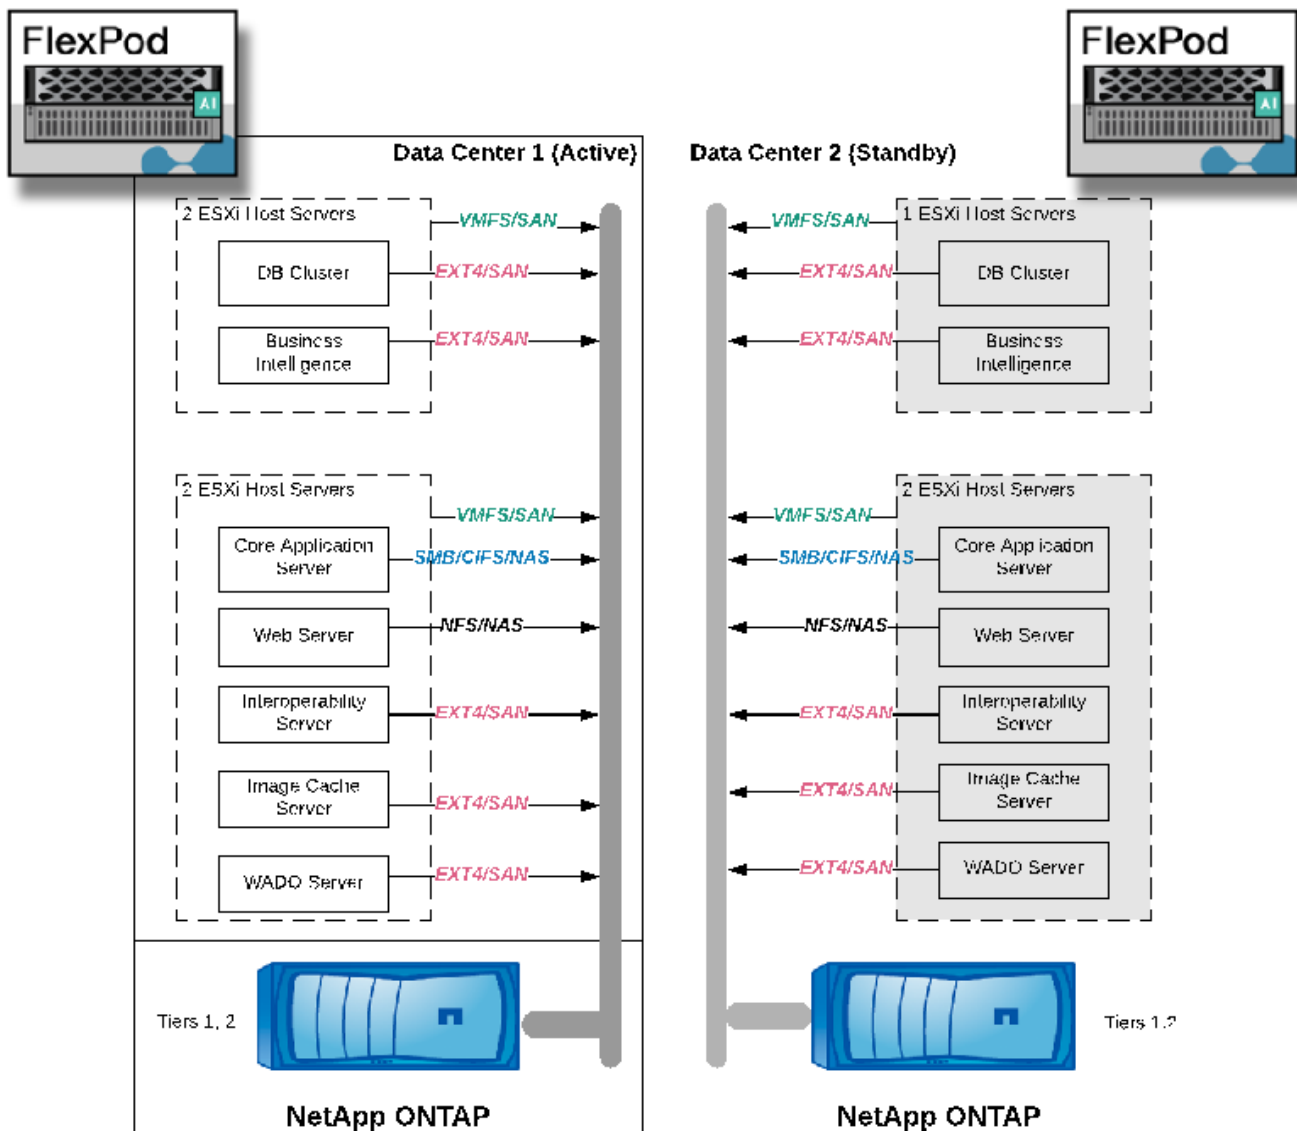 FlexPod
AI
FlexPod
AI
Data Center 1 (Active)
Data Center 2 (Standby)
2 ESXi Host Servers
VMFS/SAN
DB Cluster
EXT4/SAN
Business
Intelligence
EXT4/SAN
VMFS/SAN
1 ESXi Host Servers
EXT4/SAN
DB Cluster
EXT4/SAN
Business
Intelligence
2 ESXi Host Servers
VMFS/SAN
Core Application
Server
SMB/CIFS/NAS
Web Server
NFS/NAS
Interoperability
Server
EXT4/SAN
Image Cache
Server
EXT4/SAN
WADO Server
EXT4/SAN
2 ESXi Host Servers
VMFS/SAN
SMB/CIFS/NAS
Core Application
Server
NFS/NAS
Web Server
EXT4/SAN
Interoperability
Server
EXT4/SAN
Image Cache
Server
EXT4/SAN
WADO Server
Tiers 1, 2
NetApp ONTAP
Tiers 1.2
NetApp ONTAP